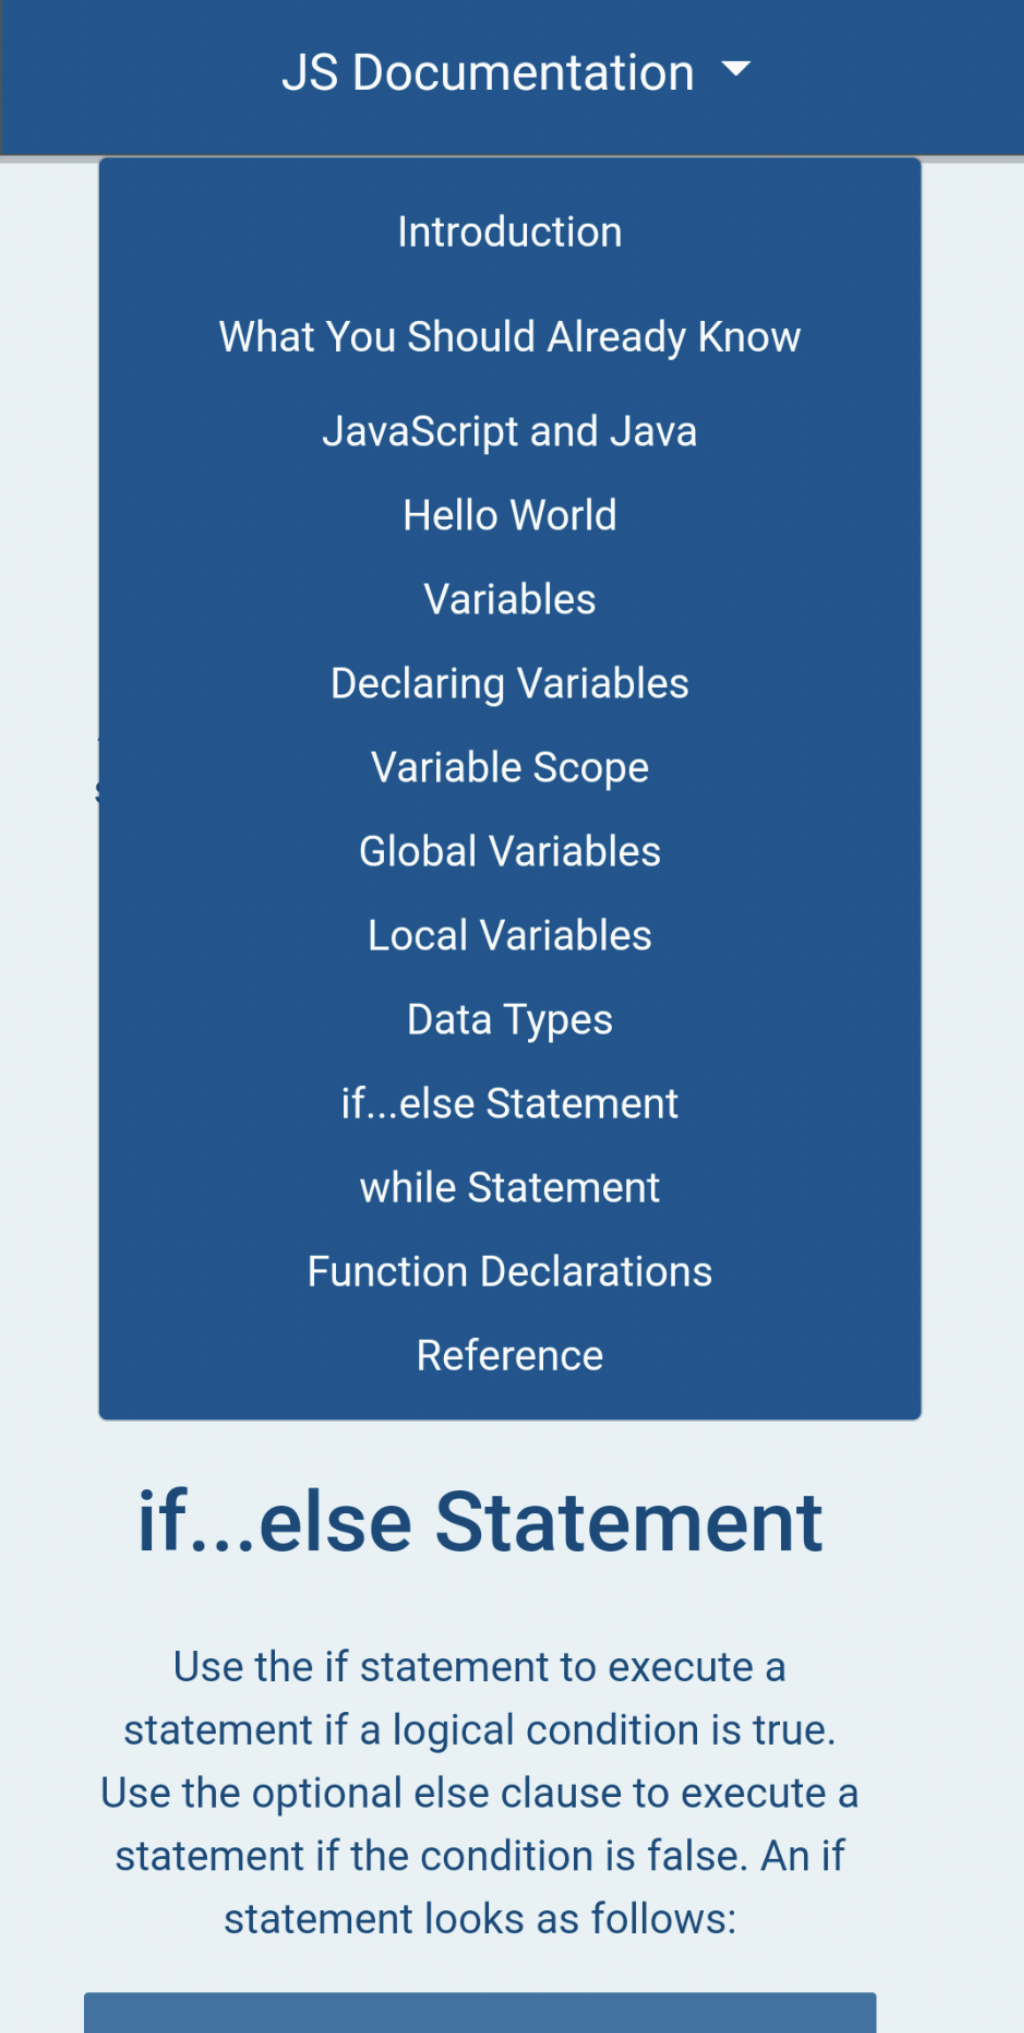 JS Documentation
Introduction
What You Should Already Know
JavaScript and Java
Hello World
Variables
Declaring Variables
Variable Scope
Global Variables
Local Variables
Data Types
if...else Statement
while Statement
Function Declarations
Reference
if...else Statement
Use the if statement to execute a
statement if a logical condition is true.
Use the optional else clause to execute a
statement if the condition is false. An if
statement looks as follows: